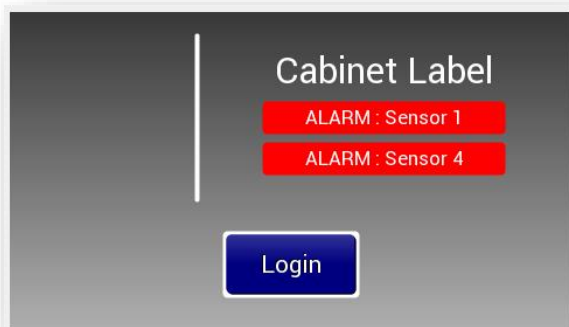 Cabinet Label
ALARM : Sensor 1
ALARM : Sensor 4
Login